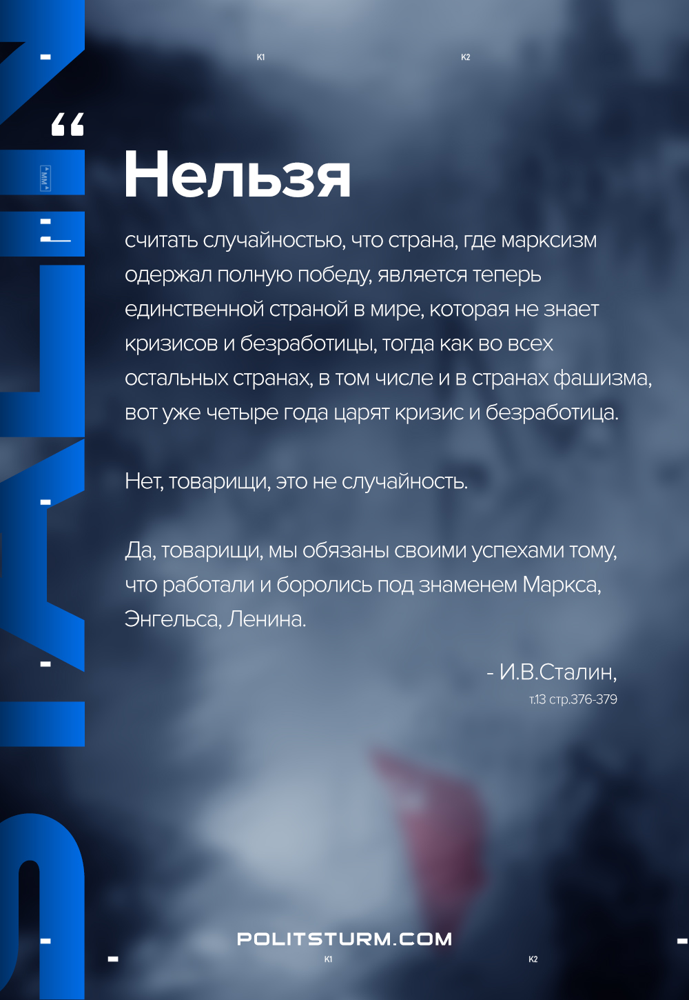 K1 K2
“
Нельзя
считать случайностью, что страна, где марксизм
одержал полную победу, является теперь
единственной страной в мире, которая не знает
кризисов и безработицы, тогда как во всех
остальных странах, в том числе и в странах фашизма,
вот уже четыре года царят кризис и безработица.
Нет, товарищи, это не случайность.
Да, товарищи, мы обязаны своими успехами тому,
что работали и боролись под знаменем Маркса,
Энгельса, Ленина.
- И.В.Сталин,
т.13 стр.376-379
STALIN
MM
POLITSTURM.COM
K1 K2